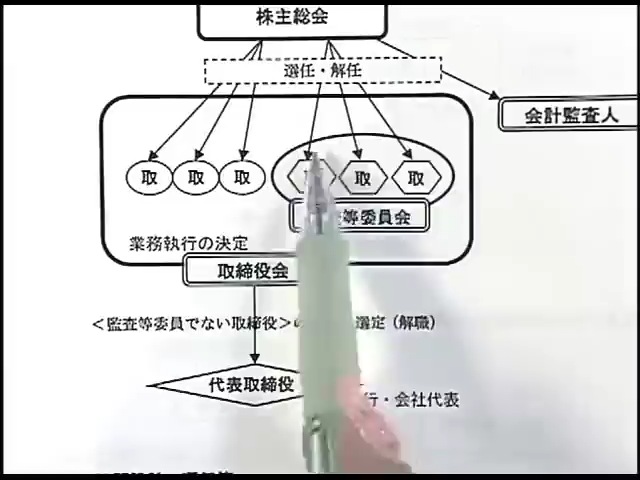 株主総会
選任・解任
会計監査人
取 取 取 取 取
等委員会
業務執行の決定
取締役会
<監査等委員でない取締役> 選定(解職)
代表取締役
行・会社代表